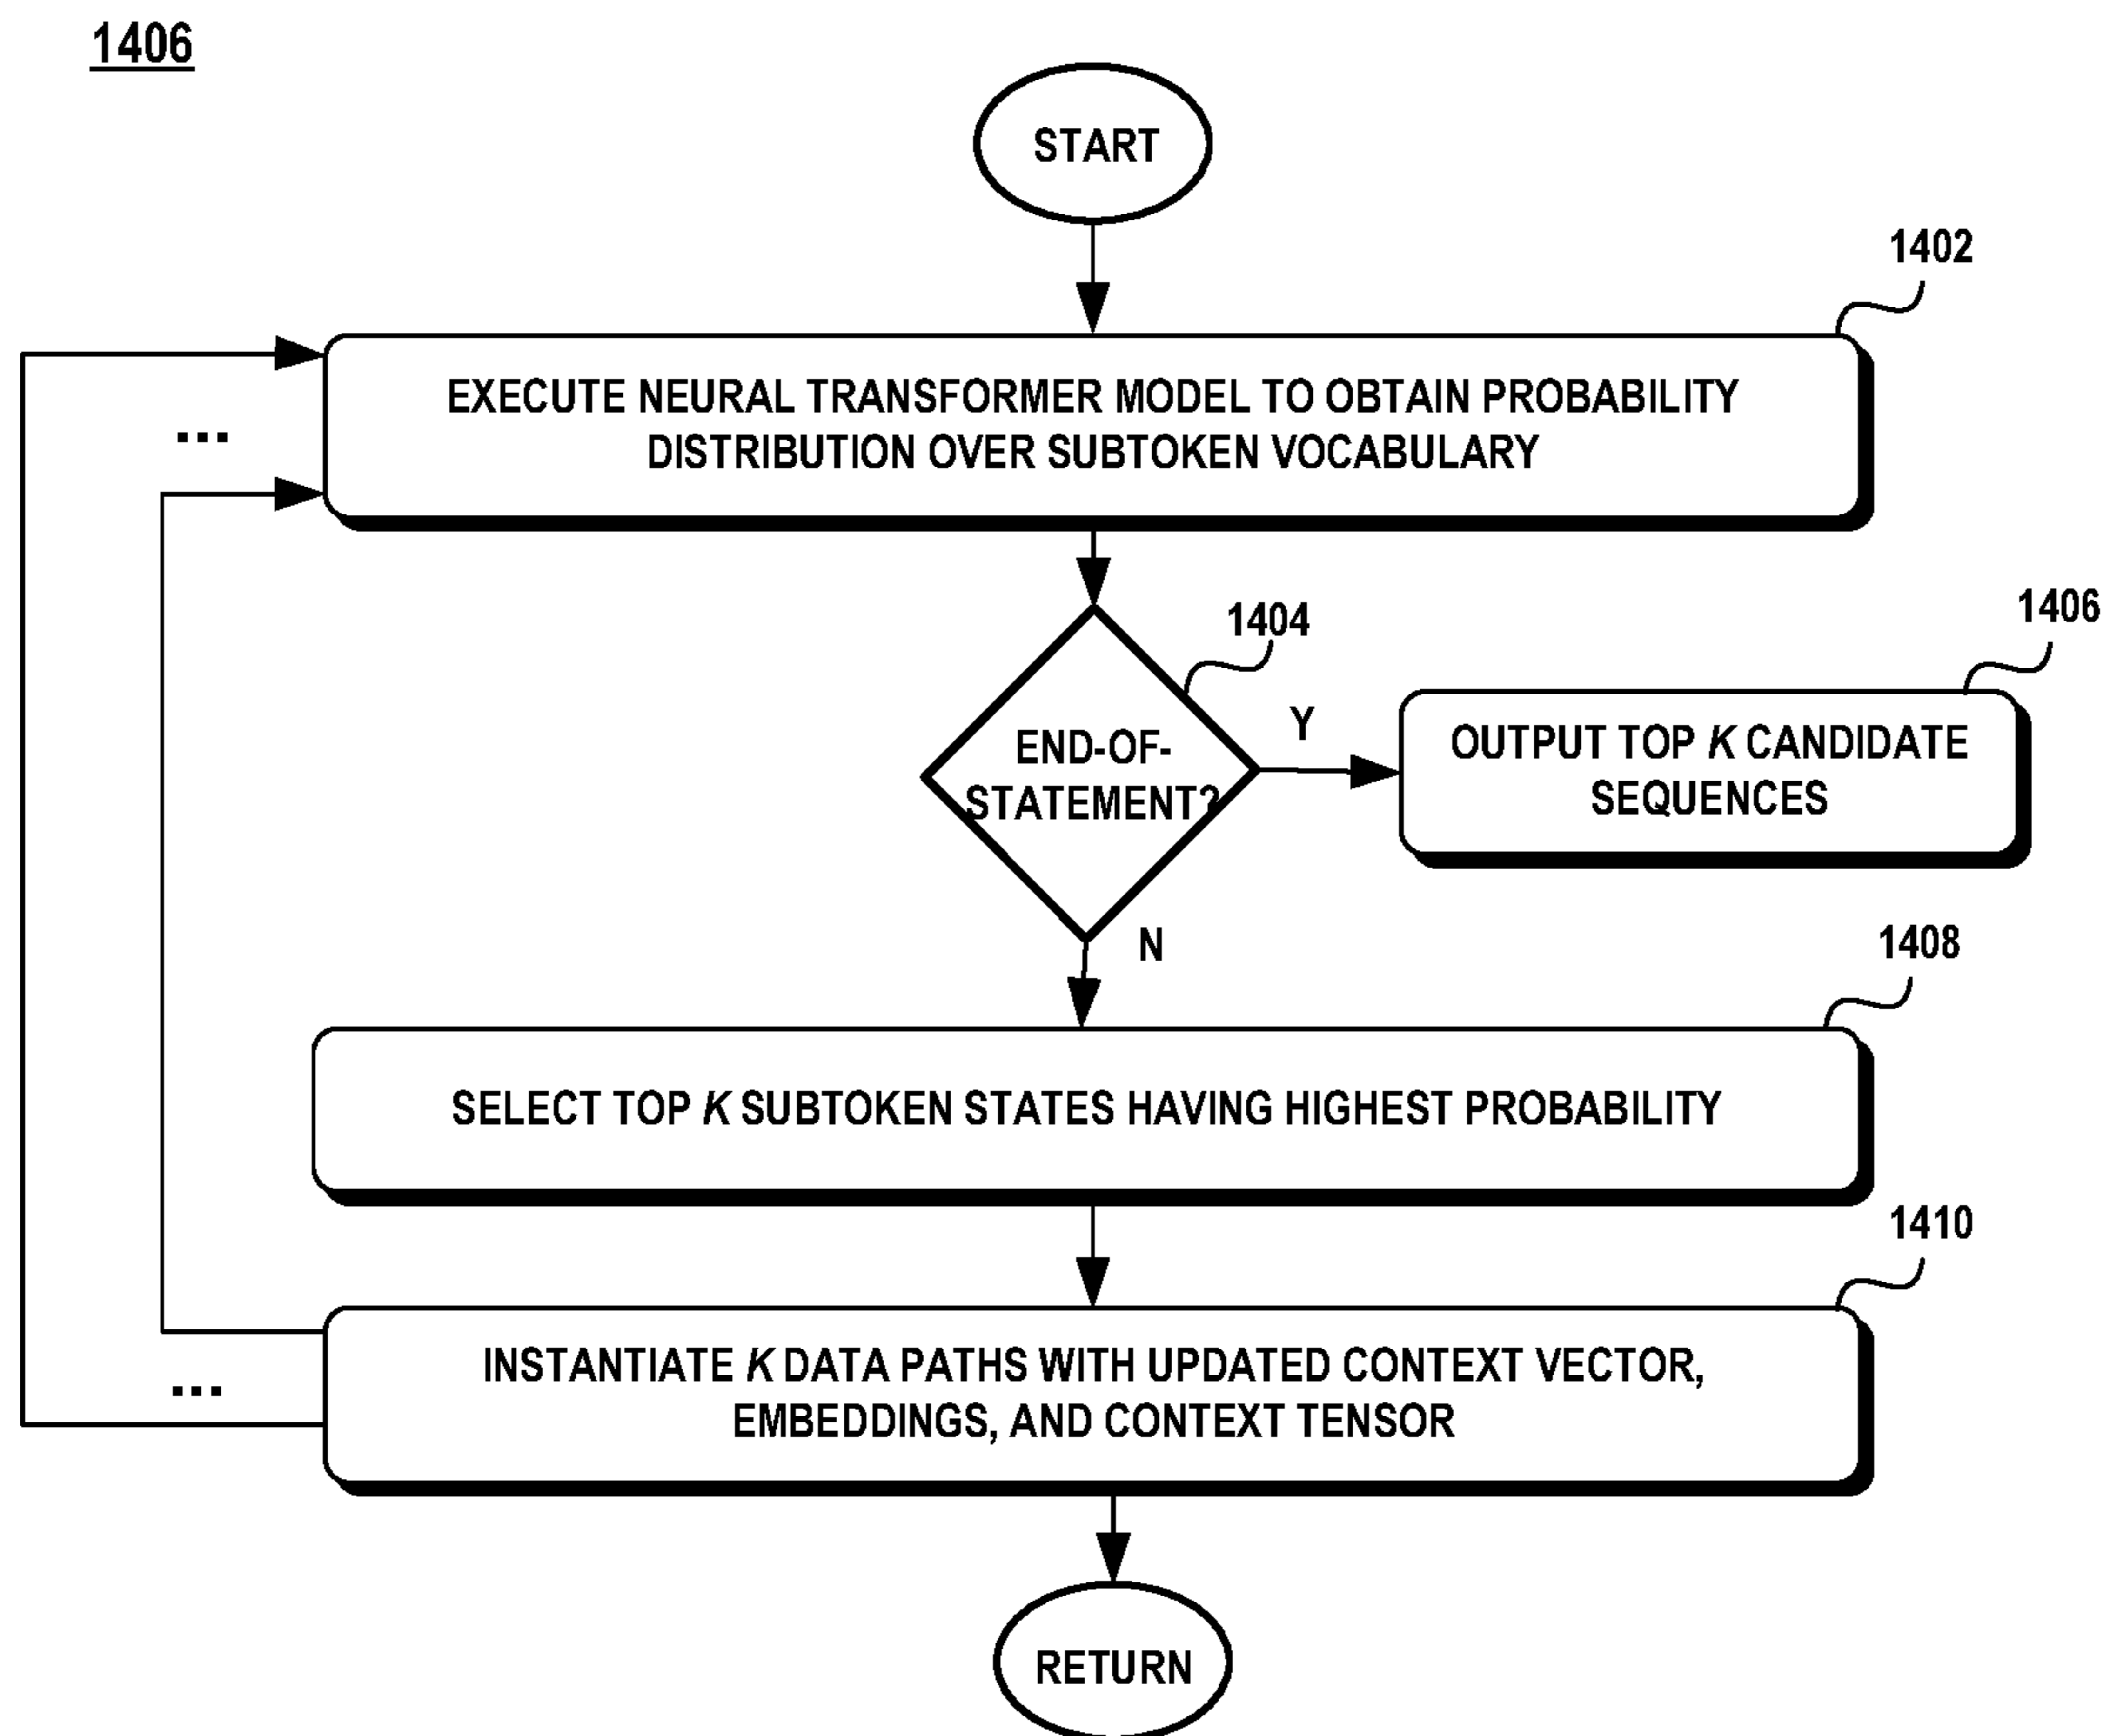 1406
START
1402
EXECUTE NEURAL TRANSFORMER MODEL TO OBTAIN PROBABILITY
DISTRIBUTION OVER SUBTOKEN VOCABULARY
...
1404
1406
END-OF-
STATEMENT?
Y
OUTPUT TOP K CANDIDATE
SEQUENCES
N
1408
SELECT TOP K SUBTOKEN STATES HAVING HIGHEST PROBABILITY
1410
INSTANTIATE K DATA PATHS WITH UPDATED CONTEXT VECTOR,
EMBEDDINGS, AND CONTEXT TENSOR
...
RETURN